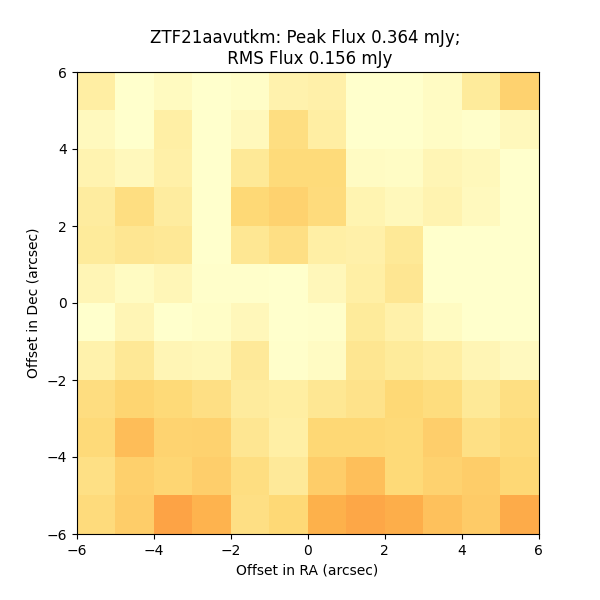 ZTF21aavutkm: Peak Flux 0.364 mJy;
RMS Flux 0.156 mJy
6
4
2
0
−2
−4
−6
Offset in Dec (arcsec)
−6 −4 −2 0 2 4 6
Offset in RA (arcsec)